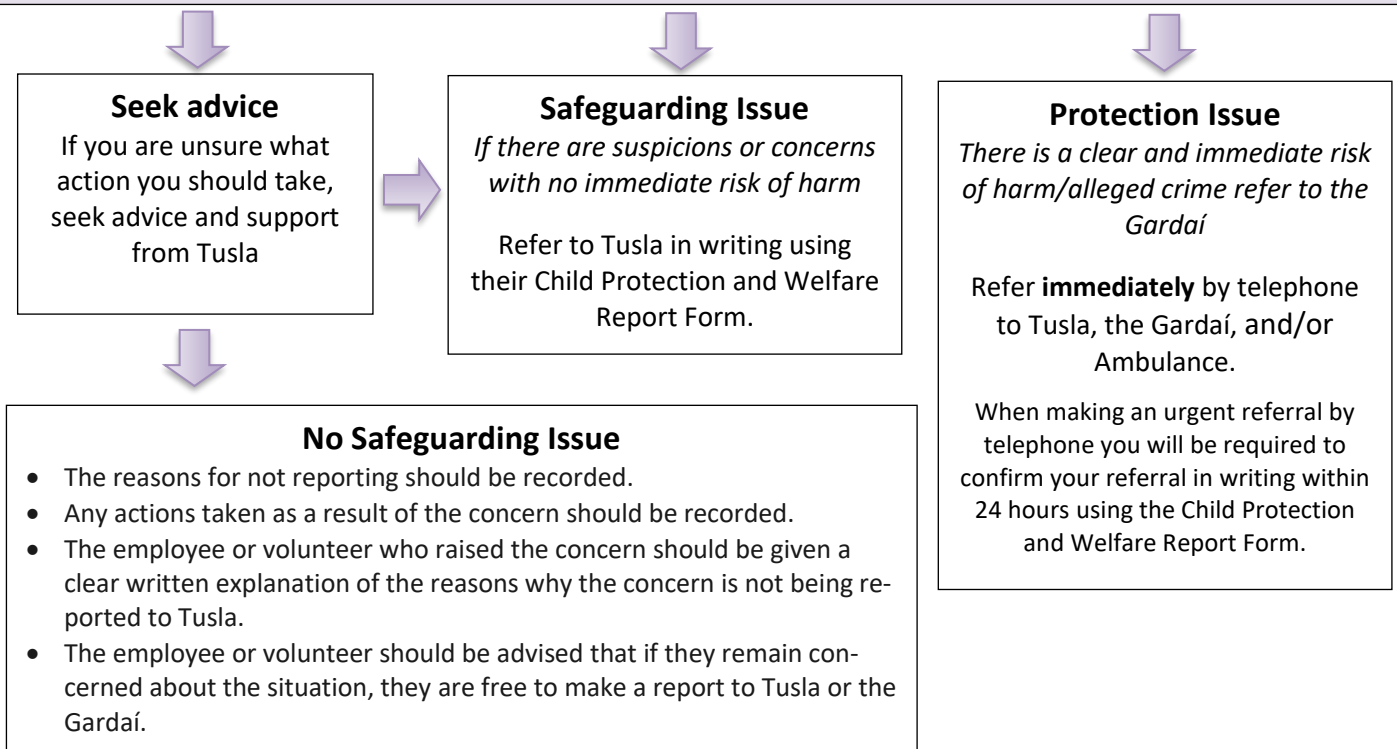 Seek advice
If you are unsure what
action you should take,
seek advice and support
from Tusla
Safeguarding Issue
If there are suspicions or concerns
with no immediate risk of harm
Refer to Tusla in writing using
their Child Protection and Welfare
Report Form.
Protection Issue
There is a clear and immediate risk
of harm/alleged crime refer to the
Gardaí
Refer immediately by telephone
to Tusla, the Gardaí, and/or
Ambulance.
When making an urgent referral by
telephone you will be required to
confirm your referral in writing within
24 hours using the Child Protection
and Welfare Report Form.
No Safeguarding Issue
• The reasons for not reporting should be recorded.
• Any actions taken as a result of the concern should be recorded.
• The employee or volunteer who raised the concern should be given a
clear written explanation of the reasons why the concern is not being re-
ported to Tusla.
• The employee or volunteer should be advised that if they remain con-
cerned about the situation, they are free to make a report to Tusla or the
Gardaí.